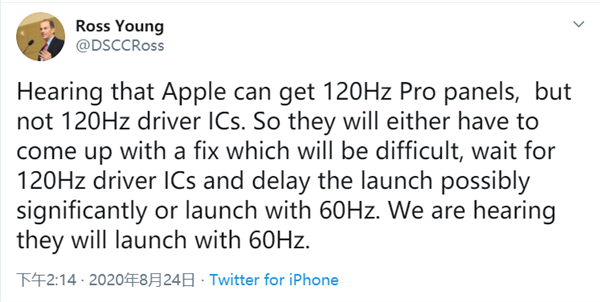 Ross Young
@DSCCRoss
Hearing that Apple can get 120Hz Pro panels,  but
not 120Hz driver ICs. So they will either have to
come up with a fix which will be difficult, wait for
120Hz driver ICs and delay the launch possibly
significantly or launch with 60Hz. We are hearing
they will launch with 60Hz.
下午2:14 · 2020年8月24日 · Twitter for iPhone